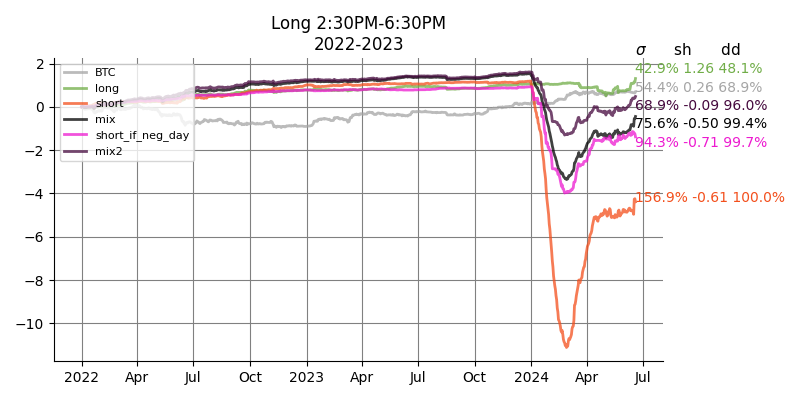 Long 2:30PM-6:30PM
2022-2023
σ sh dd
42.9% 1.26 48.1%
54.4% 0.26 68.9%
68.9% -0.09 96.0%
75.6% -0.50 99.4%
94.3% -0.71 99.7%
156.9% -0.61 100.0%
BTC
long
short
mix
short_if_neg_day
mix2
2
0
−2
−4
−6
−8
−10
2022 Apr Jul Oct 2023 Apr Jul Oct 2024 Apr Jul